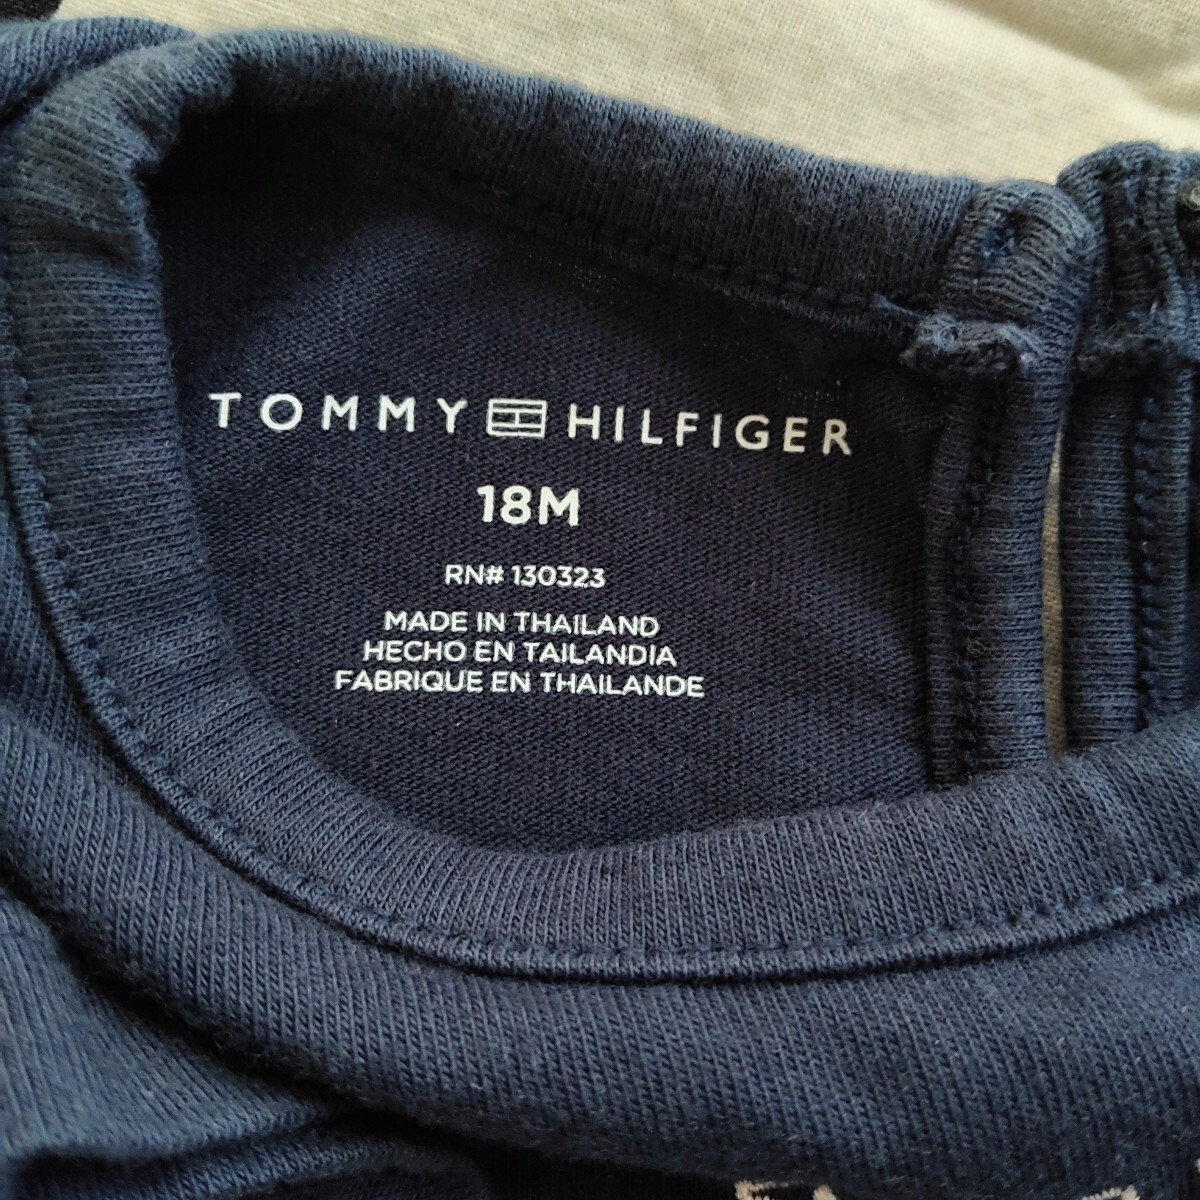 TOMMY HILFIGER
18M
RN# 130323
MADE IN THAILAND
HECHO EN TAILANDIA
FABRIQUE EN THAILANDE